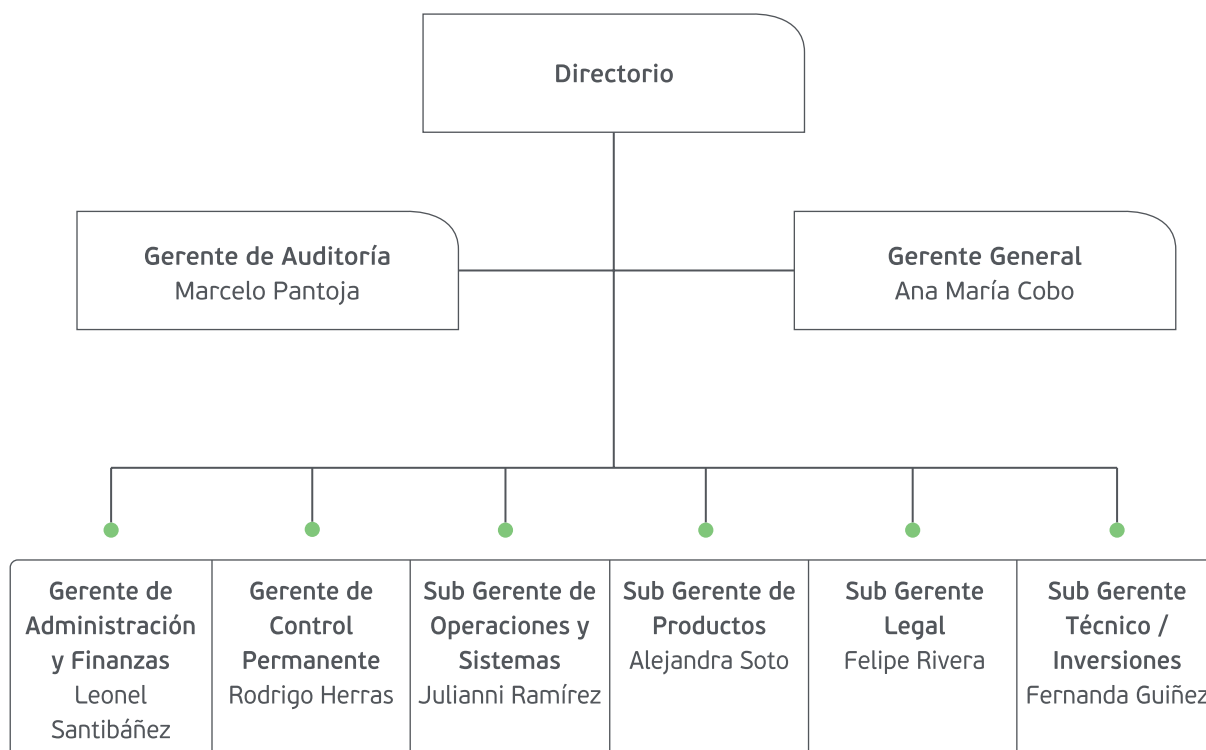 Directorio
Gerente de Auditoría
Marcelo Pantoja
Gerente General
Ana María Cobo
Gerente de
Administración
y Finanzas
Leonel
Santibáñez
Gerente de
Control
Permanente
Rodrigo Herras
Sub Gerente de
Operaciones y
Sistemas
Julianni Ramírez
Sub Gerente de
Productos
Alejandra Soto
Sub Gerente
Legal
Felipe Rivera
Sub Gerente
Técnico /
Inversiones
Fernanda Guiñez